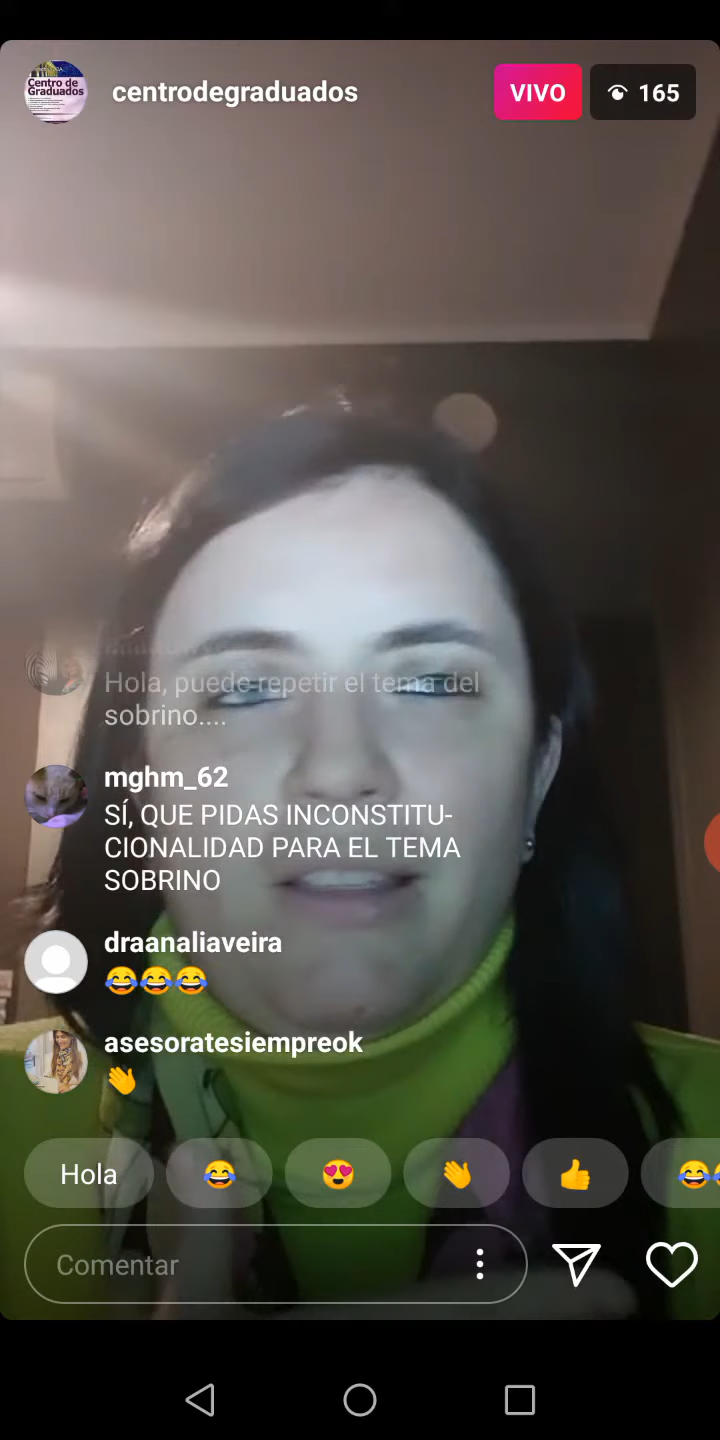 Centro de
Graduados
centrodegraduados
VIVO
165
Hola, puede repetir el tema del
sobrino....
mghm_62
SÍ, QUE PIDAS INCONSTITU-
CIONALIDAD PARA EL TEMA
SOBRINO
draanaliaveira
😂😂😂
asesoratesiempreok
👋
Hola
Comentar